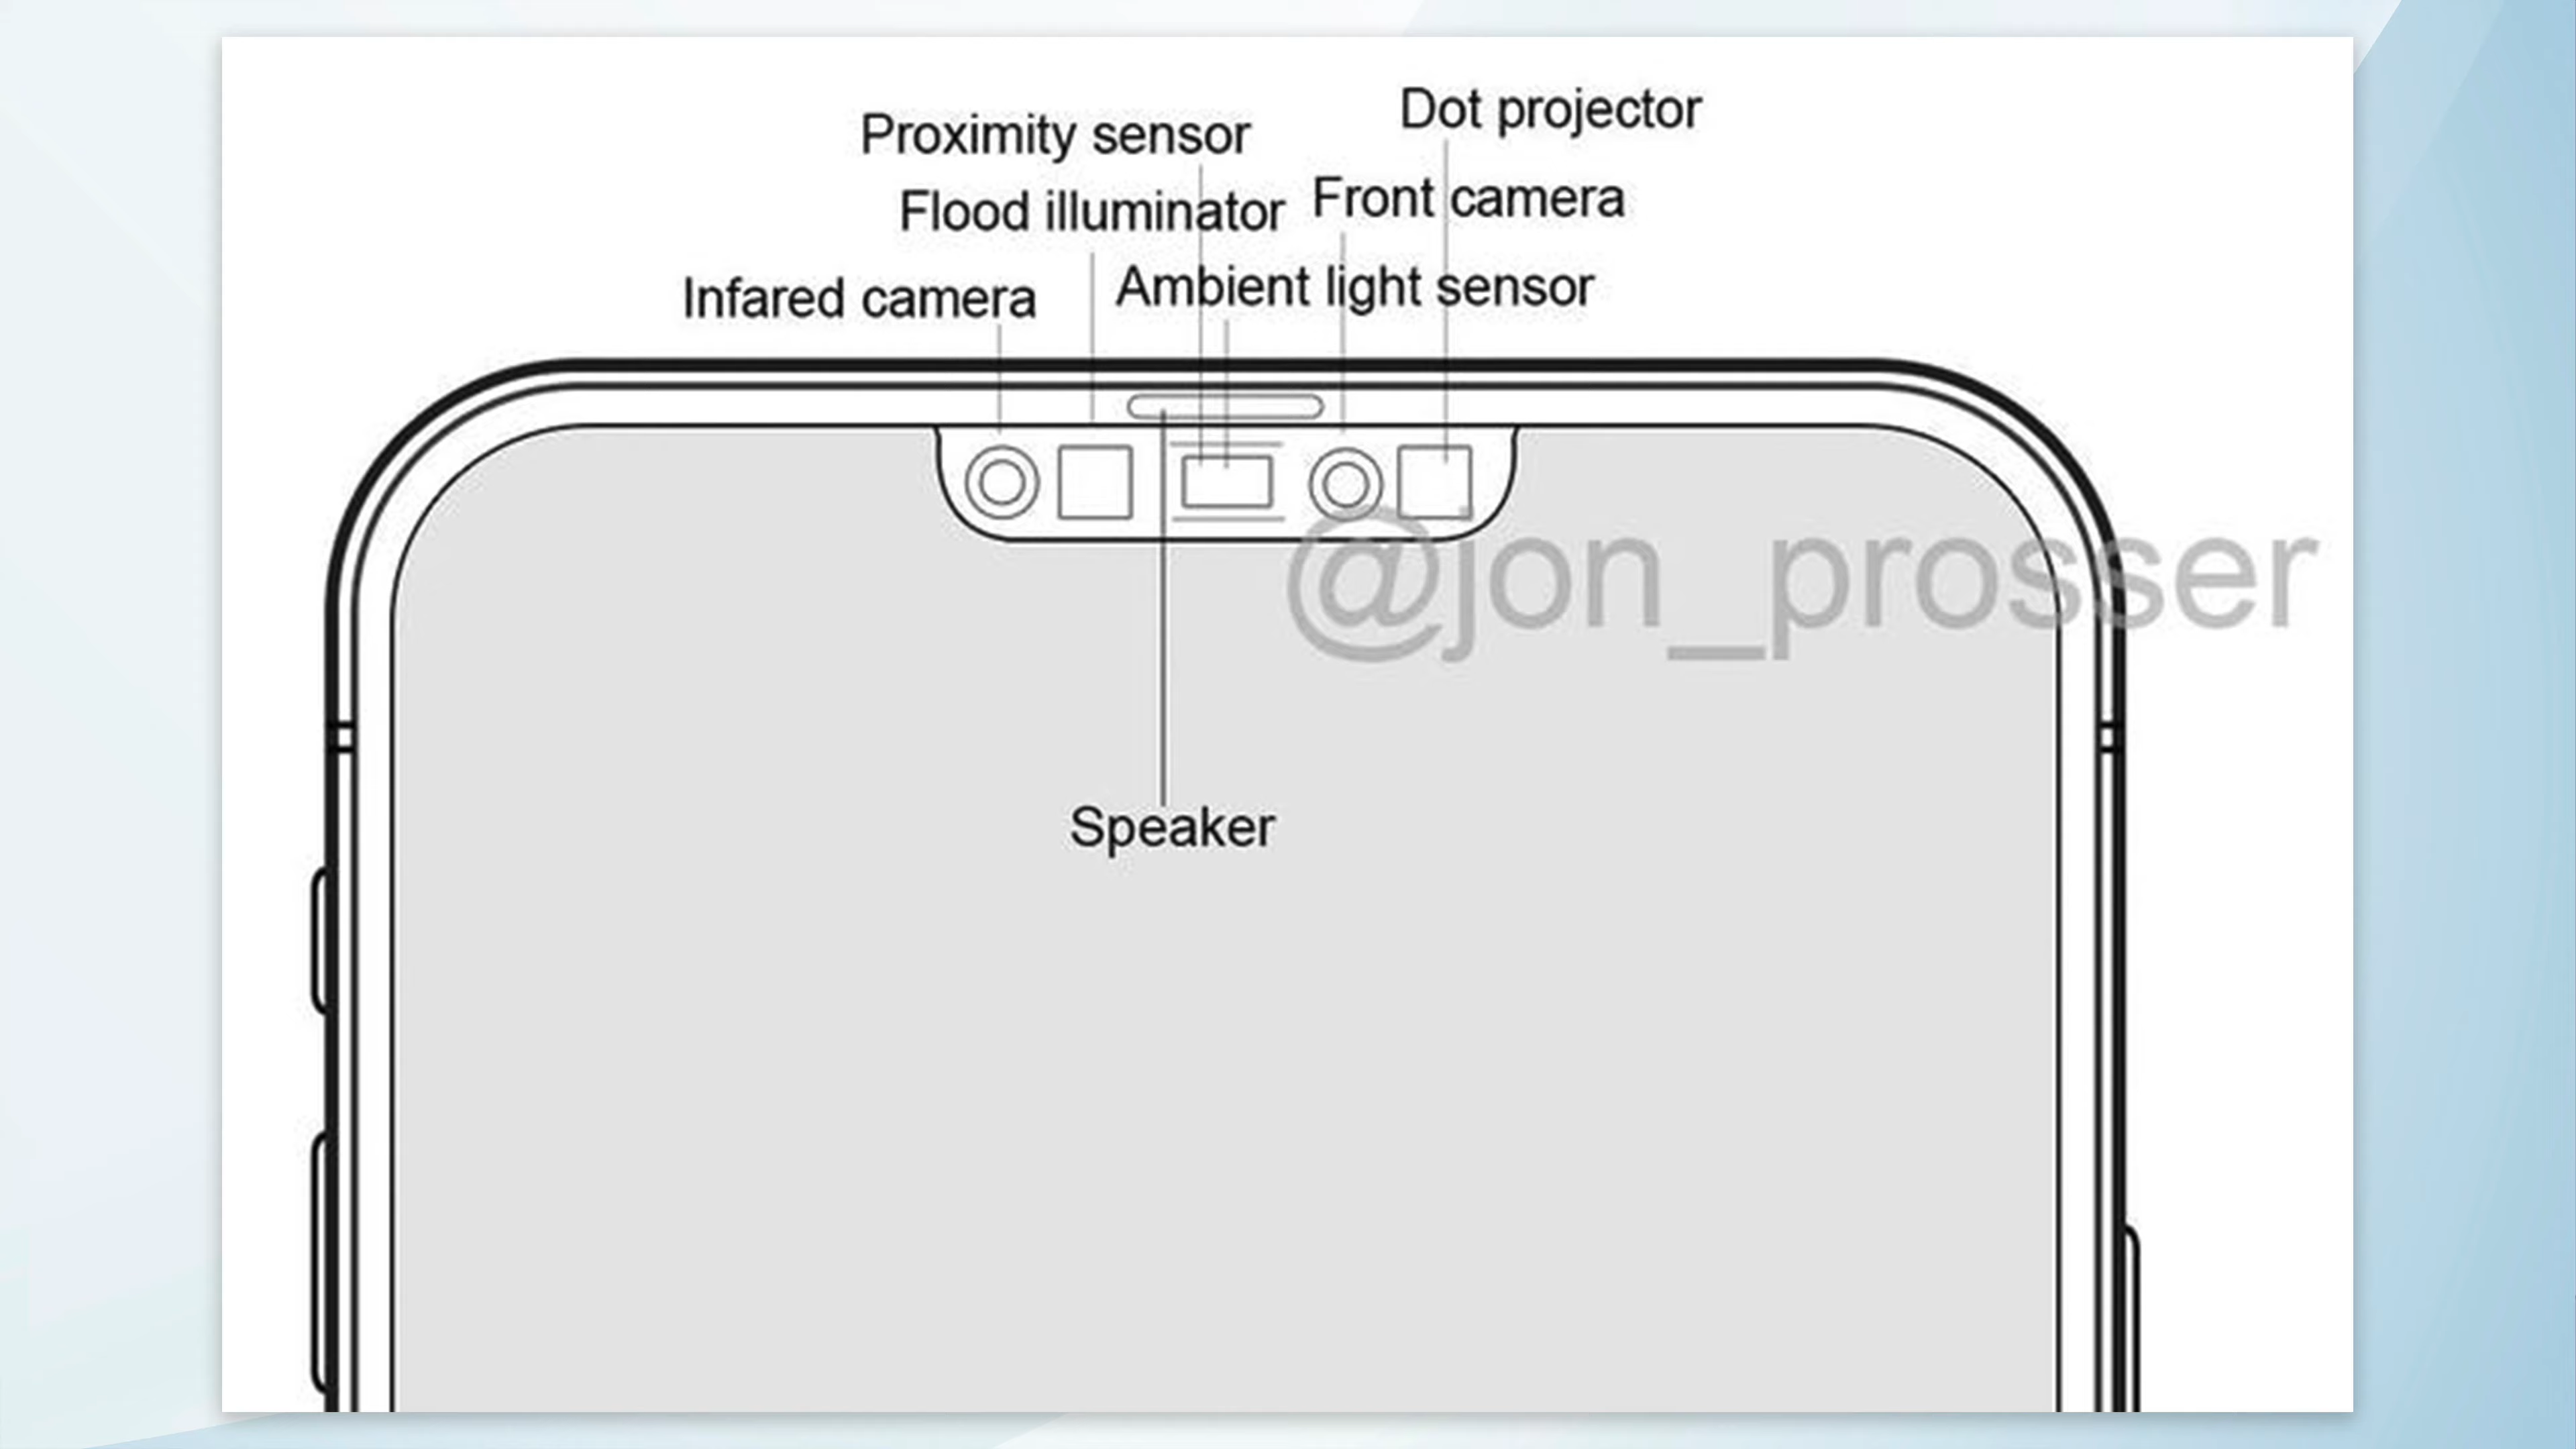 Dot projector
Proximity sensor
Front camera
Flood illuminator
Ambient light sensor
Infared camera
@jon_prosser
Speaker